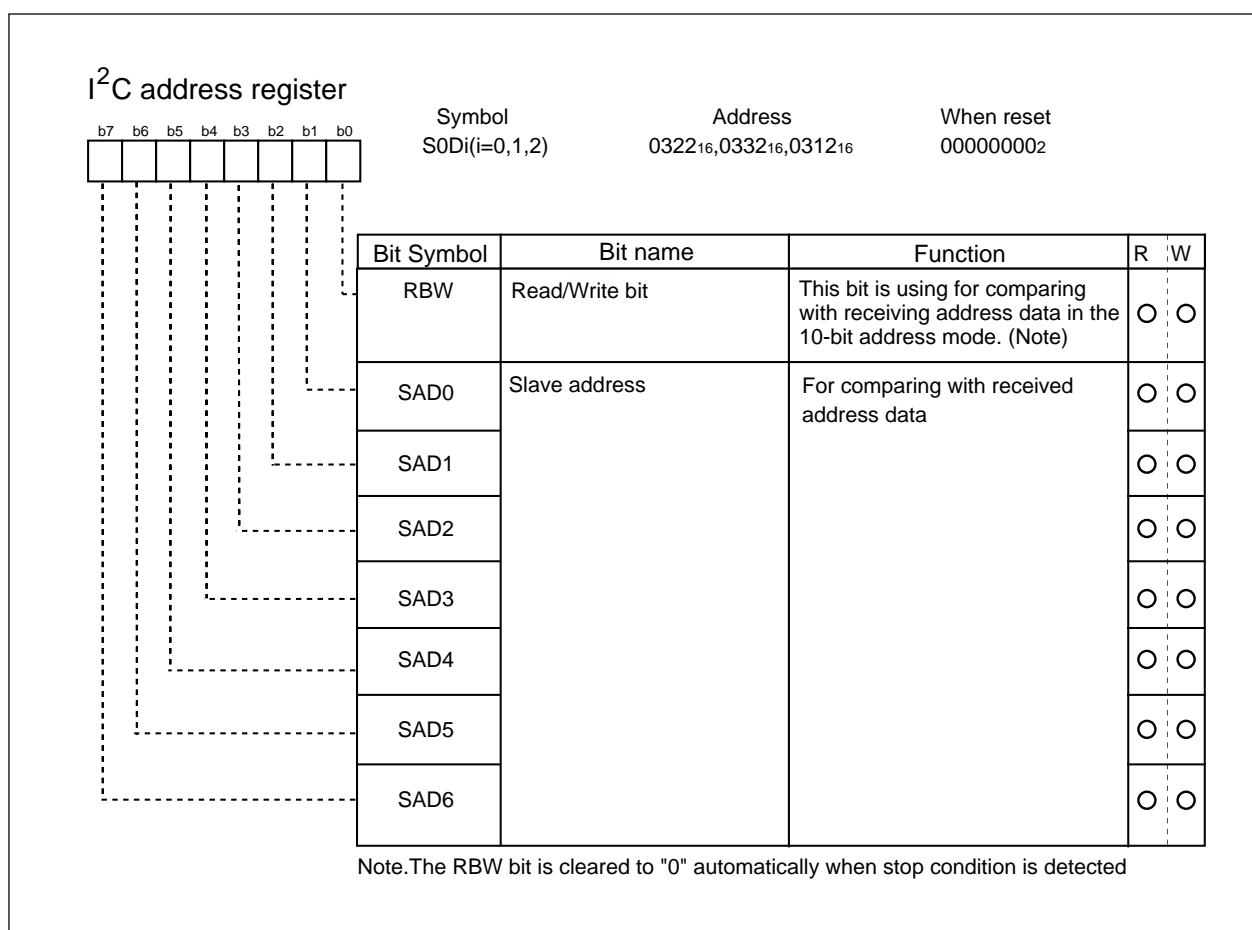 I2C address register
Symbol Address When reset
b7 b6 b5 b4 b3 b2 b1 b0
S0Di(i=0,1,2) 032216,033216,031216 000000002
Bit Symbol Bit name Function R W
RBW Read/Write bit This bit is using for comparing
with receiving address data in the
10-bit address mode. (Note)
SAD0 Slave address For comparing with received
address data
SAD1
SAD2
SAD3
SAD4
SAD5
SAD6
Note.The RBW bit is cleared to "0" automatically when stop condition is detected